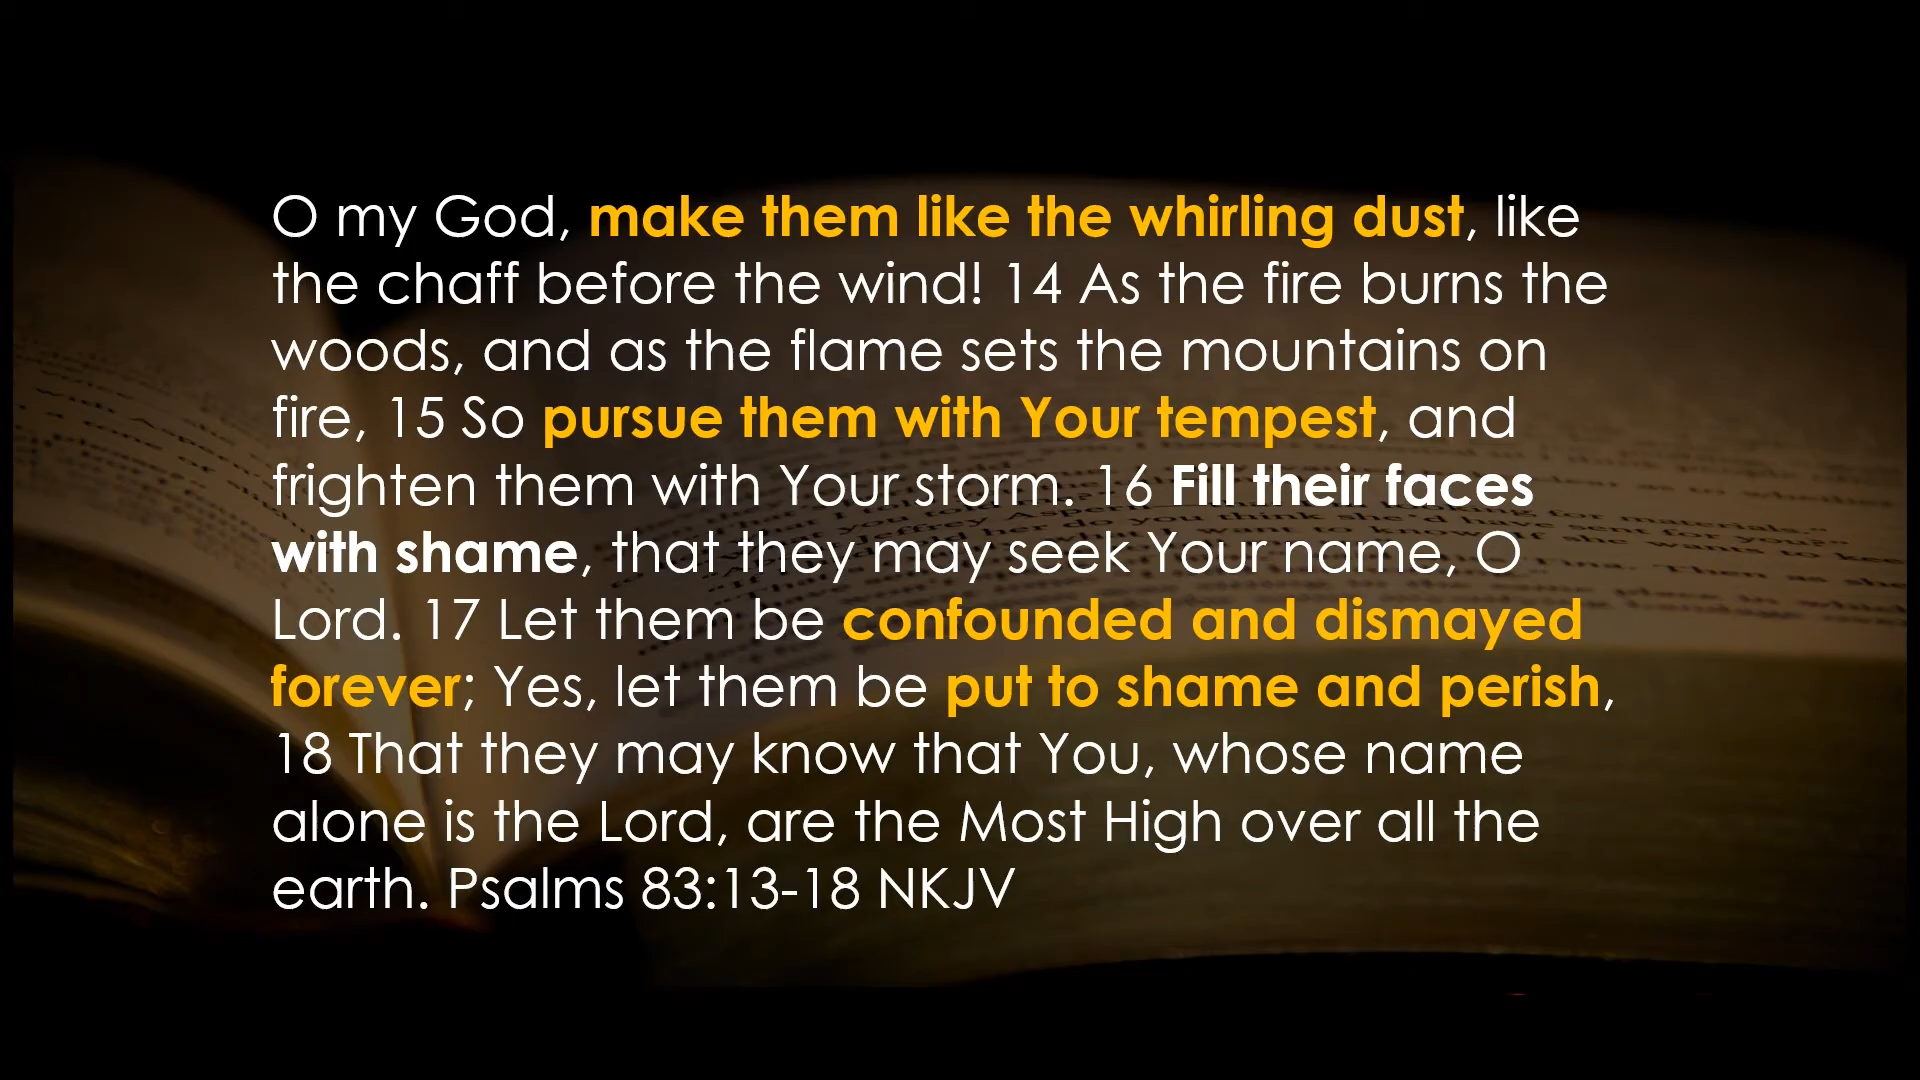 O my God, make them like the whirling dust, like
the chaff before the wind! 14 As the fire burns the
woods, and as the flame sets the mountains on
fire, 15 So pursue them with Your tempest, and
frighten them with Your storm. 16 Fill their faces
with shame, that they may seek Your name, O
Lord. 17 Let them be confounded and dismayed
forever; Yes, let them be put to shame and perish,
18 That they may know that You, whose name
alone is the Lord, are the Most High over all the
earth. Psalms 83:13-18 NKJV